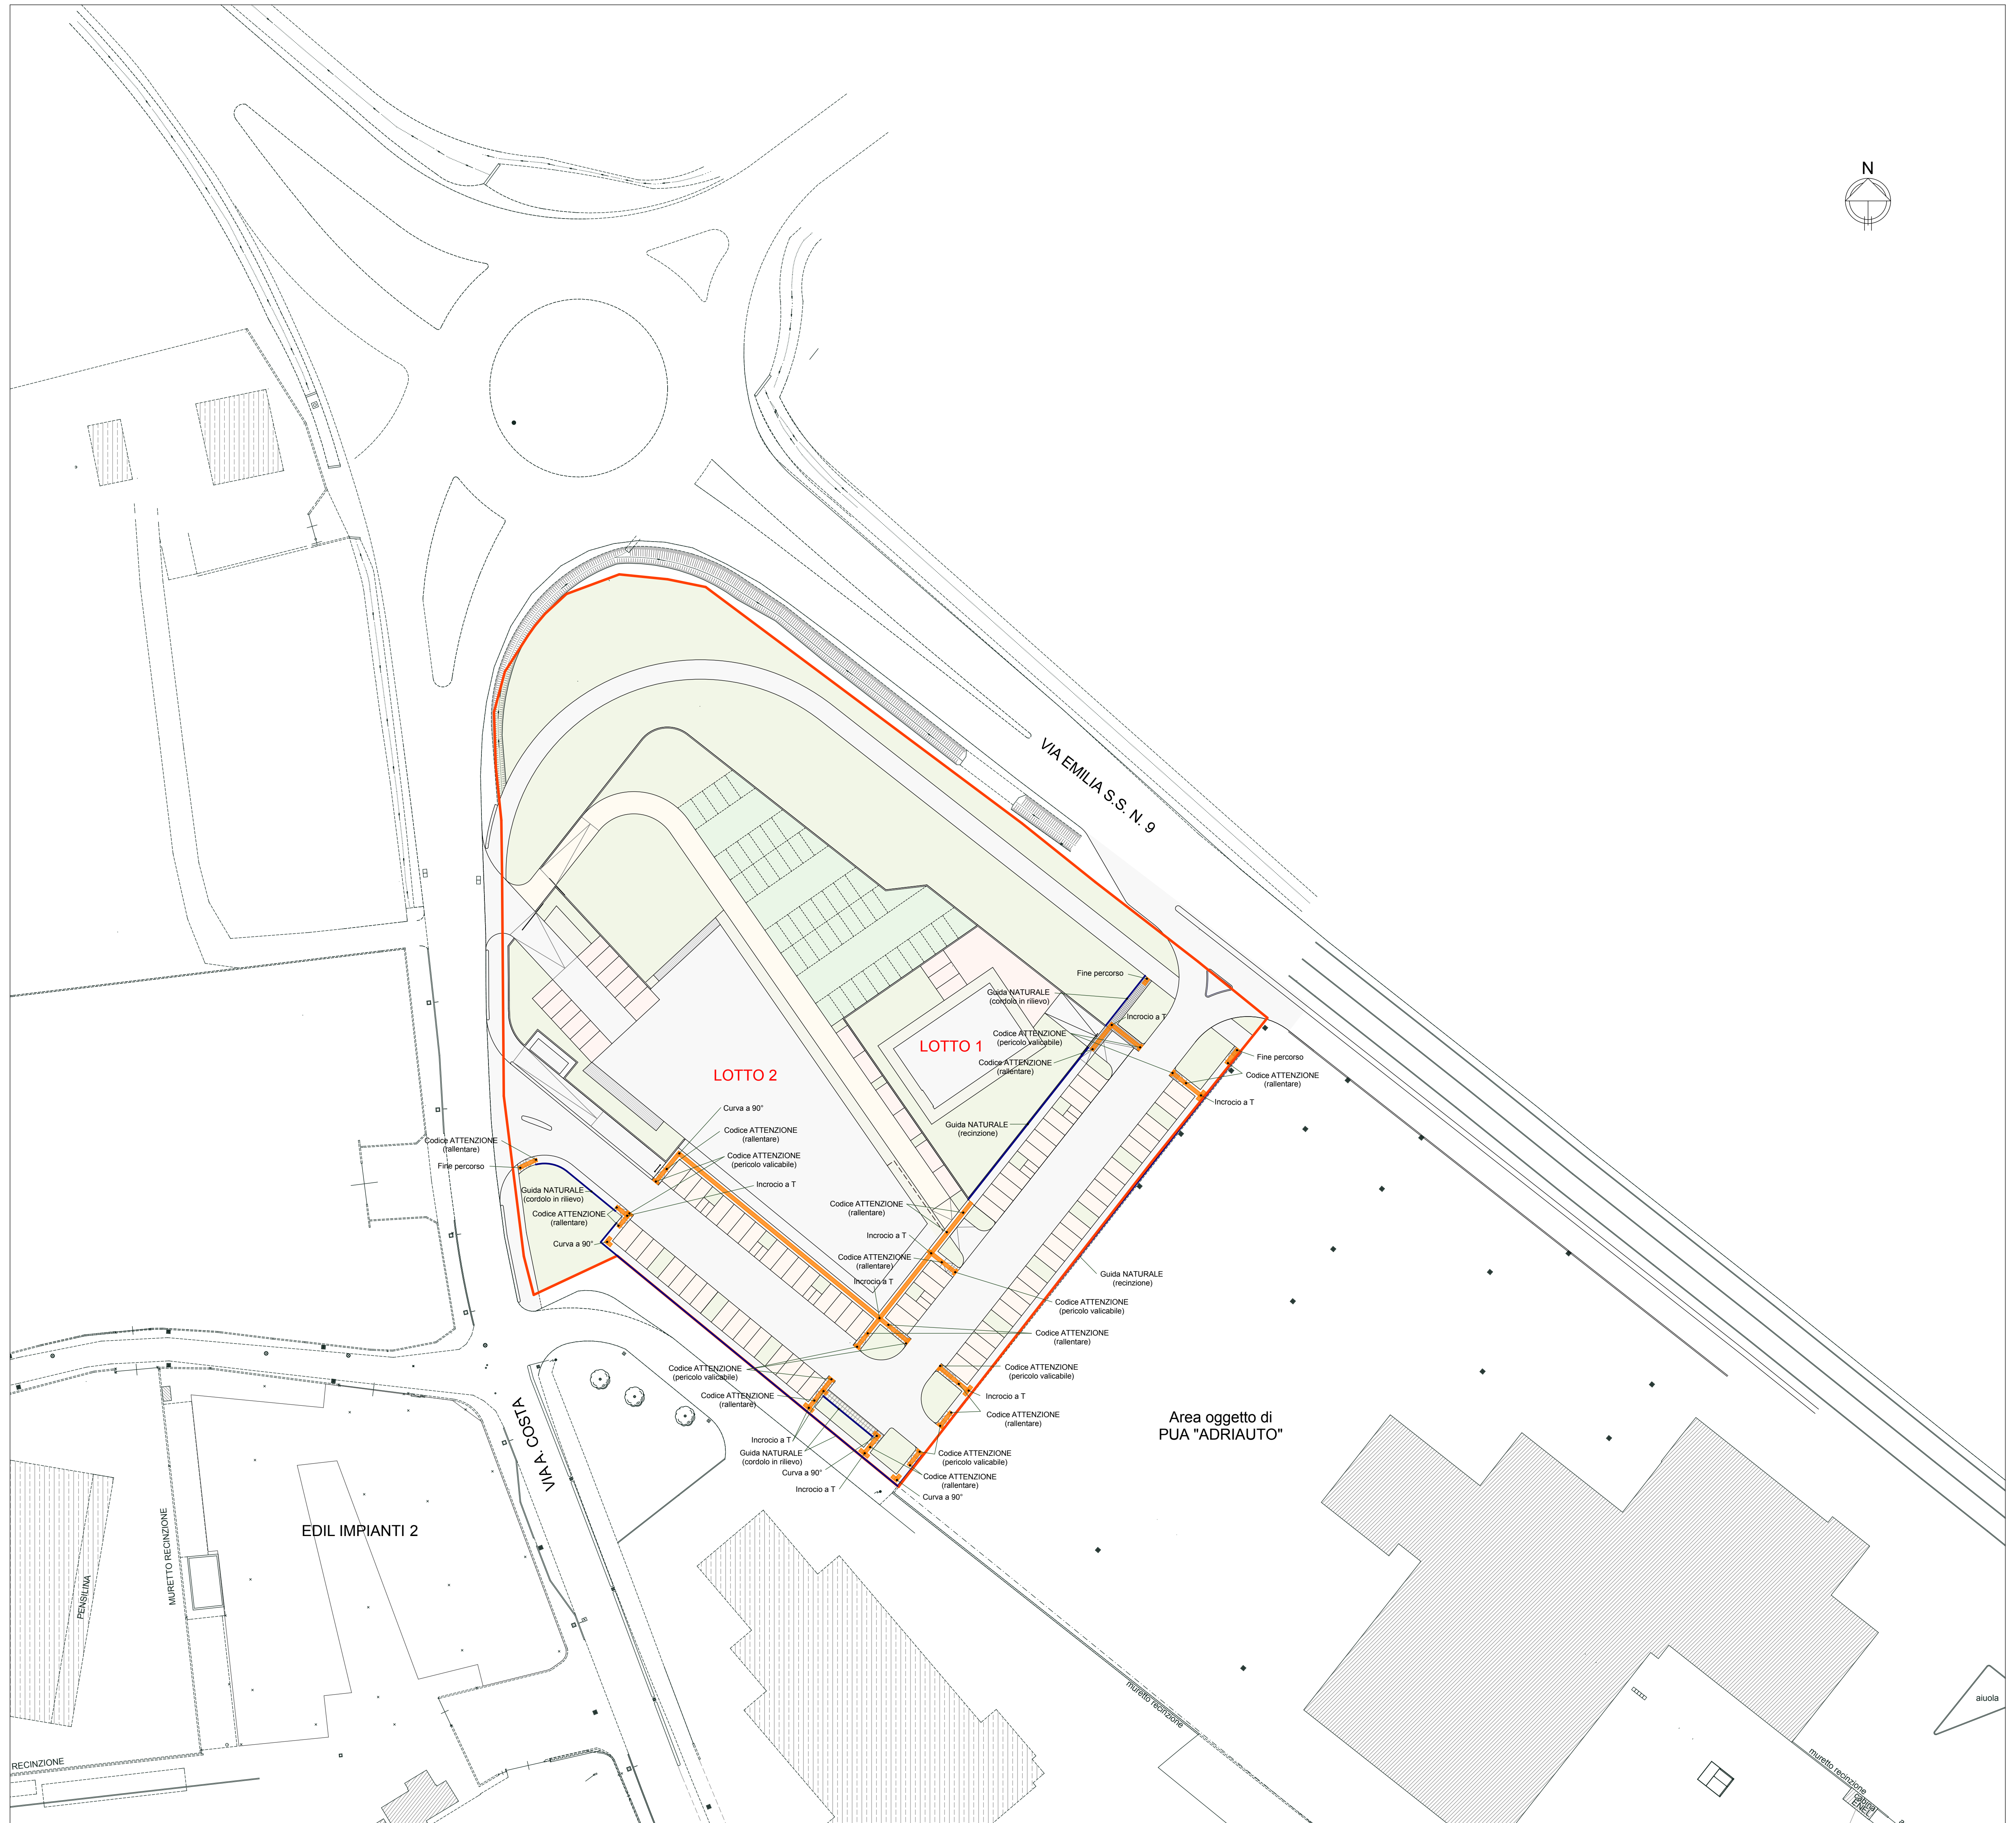 N
VIA EMILIA S.S. N. 9
Fine percorso
Guida NATURALE
(cordolo in rilievo)
Incrocio a T
Codice ATTENZIONE
(pericolo valicabile)
Codice ATTENZIONE
(rallentare)
LOTTO 1
Fine percorso
Codice ATTENZIONE
(rallentare)
Incrocio a T
LOTTO 2
Curva a 90°
Guida NATURALE
(recinzione)
Codice ATTENZIONE
(rallentare)
Codice ATTENZIONE
(rallentare)
Fine percorso
Codice ATTENZIONE
(pericolo valicabile)
Incrocio a T
Guida NATURALE
(cordolo in rilievo)
Codice ATTENZIONE
(rallentare)
Codice ATTENZIONE
(rallentare)
Curva a 90°
Incrocio a T
Codice ATTENZIONE
(rallentare)
Incrocio a T
Guida NATURALE
(recinzione)
Codice ATTENZIONE
(pericolo valicabile)
Codice ATTENZIONE
(rallentare)
Codice ATTENZIONE
(pericolo valicabile)
Codice ATTENZIONE
(pericolo valicabile)
Codice ATTENZIONE
(rallentare)
Incrocio a T
Codice ATTENZIONE
(rallentare)
Incrocio a T
Guida NATURALE
(cordolo in rilievo)
Curva a 90°
Incrocio a T
Codice ATTENZIONE
(pericolo valicabile)
Codice ATTENZIONE
(rallentare)
Curva a 90°
Area oggetto di
PUA "ADRIAUTO"
VIA A. COSTA
EDIL IMPIANTI 2
MURETTO RECINZIONE
PENSILINA
RECINZIONE
muretto recinzione
aiuola
muretto recinzione
cabina
ENEL